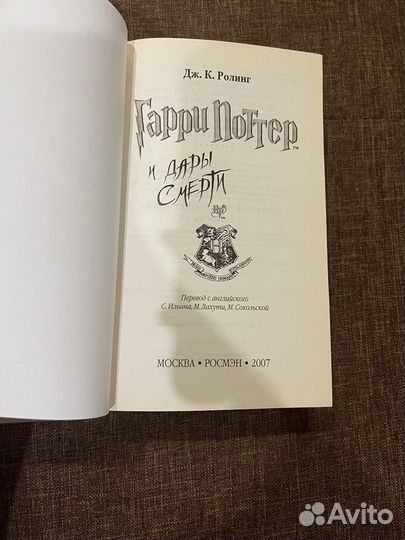 Дж. К. Ролинг
Гарри Поттер
и Дары
Смерти
Перевод с английского
С. Ильина, М. Лахути, М. Сокольской
МОСКВА • РОСМЭН • 2007
Avito